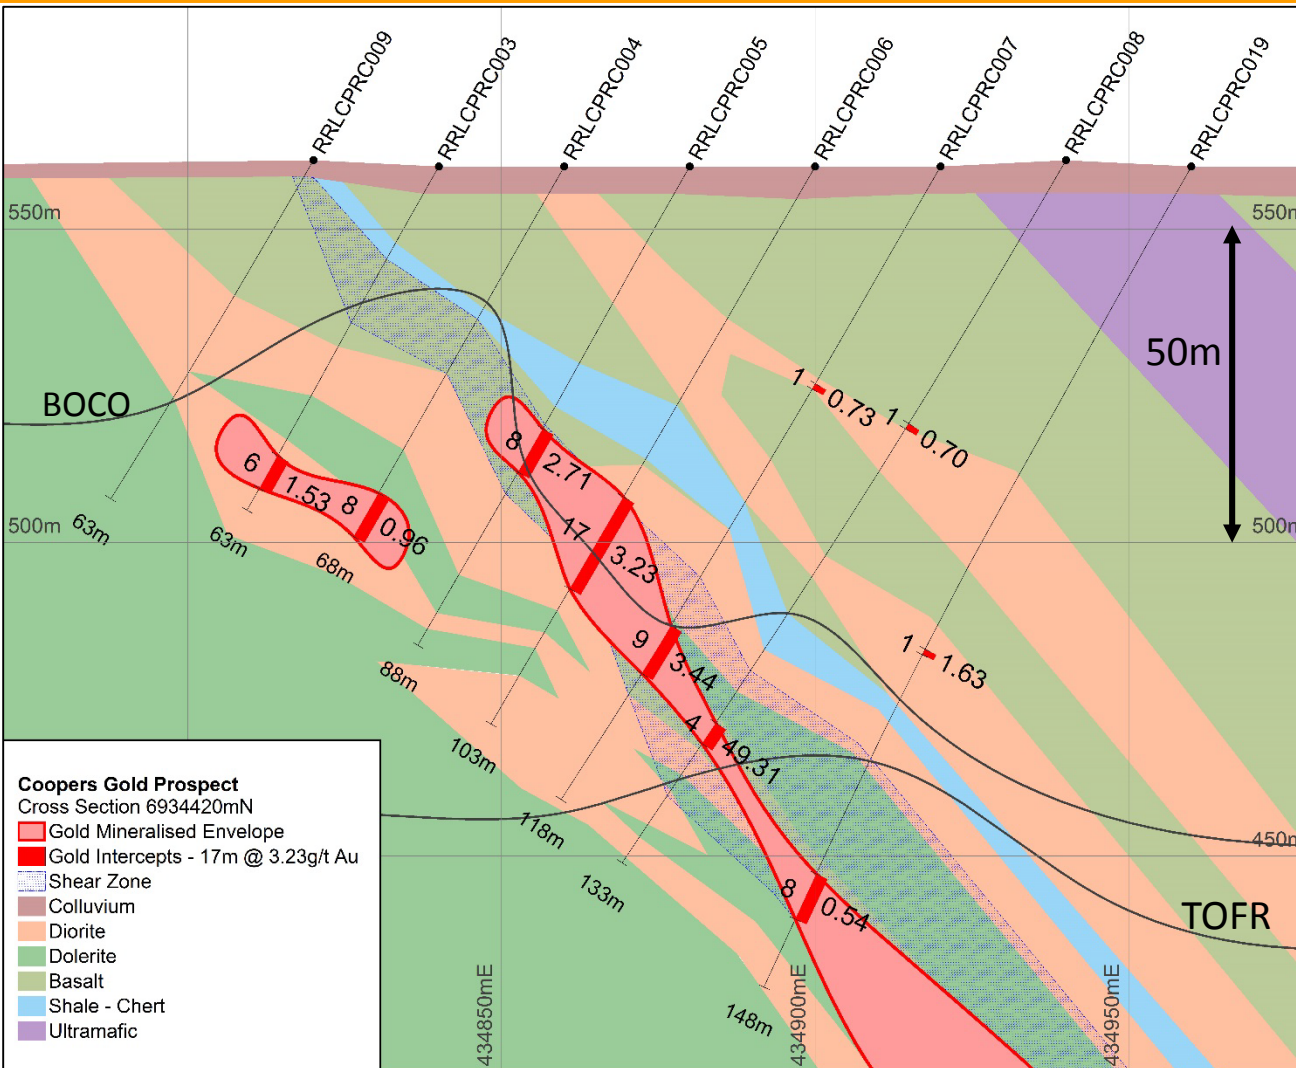 RRLCPRC009
RRLCPRC003
RRLCPRC004
RRLCPRC005
RRLCPRC006
RRLCPRC007
RRLCPRC008
RRLCPRC019
550m
550m
50m
BOCO
1 0.73
1 0.70
8 2.71
6 1.53
8 0.96
17 3.23
500m
500m
63m
63m
68m
9 3.44
1 1.63
88m
4 49.31
103m
118m
450m
133m
8 0.54
TOFR
148m
434850mE
434900mE
434950mE
Coopers Gold Prospect
Cross Section 6934420mN
Gold Mineralised Envelope
Gold Intercepts - 17m @ 3.23g/t Au
Shear Zone
Colluvium
Diorite
Dolerite
Basalt
Shale - Chert
Ultramafic